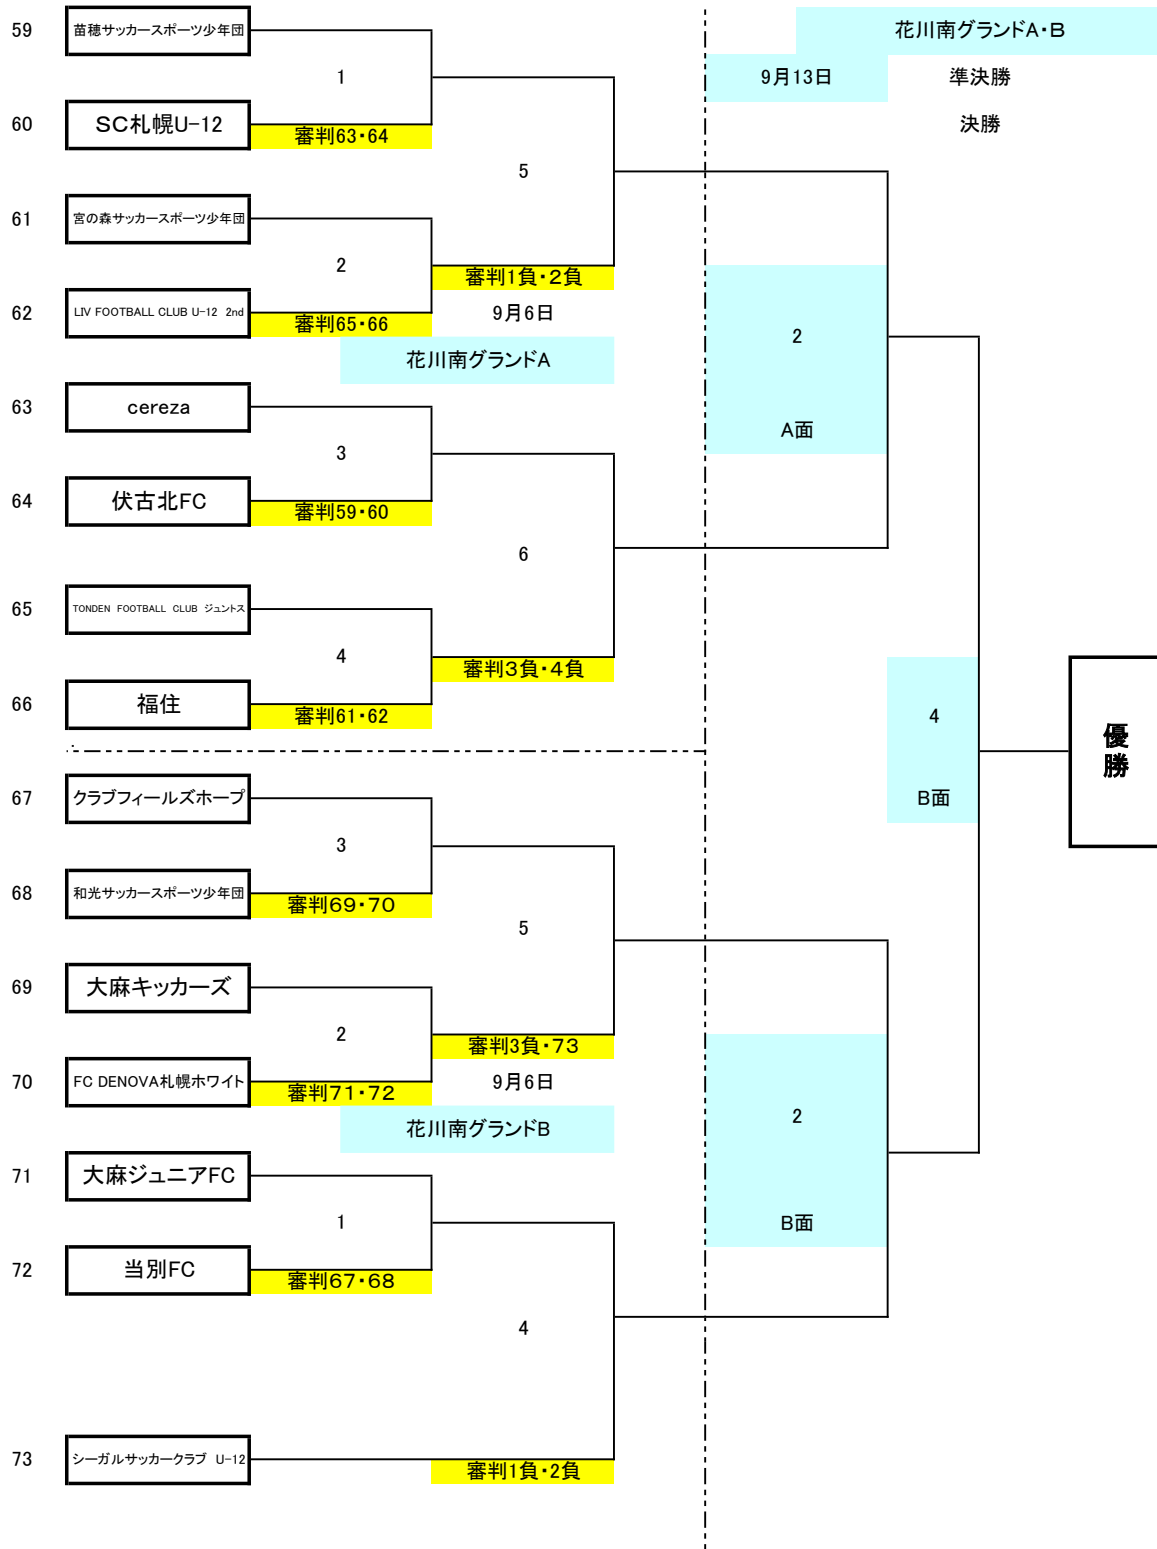 59 苗穂サッカースポーツ少年団
花川南グランドA・B
1
9月13日 準決勝
60 SC札幌U-12
審判63・64
決勝
5
61 宮の森サッカースポーツ少年団
2
審判1負・2負
62 LIV FOOTBALL CLUB U-12 2nd
審判65・66
9月6日
2
花川南グランドA
63 cereza
A面
3
64 伏古北FC
審判59・60
6
65 TONDEN FOOTBALL CLUB ジュントス
4
審判3負・4負
66 福住
審判61・62
4
優勝
67 クラブフィールズホープ
B面
3
68 和光サッカースポーツ少年団
審判69・70
5
69 大麻キッカーズ
2
審判3負・73
70 FC DENOVA札幌ホワイト
審判71・72
9月6日
2
花川南グランドB
71 大麻ジュニアFC
1
B面
72 当別FC
審判67・68
4
73 シーガルサッカークラブ U-12
審判1負・2負